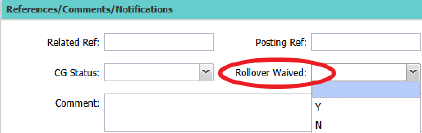 References/Comments/Notifications
Related Ref: Posting Ref:
CG Status: Rollover Waived:
Y
Comment:
N